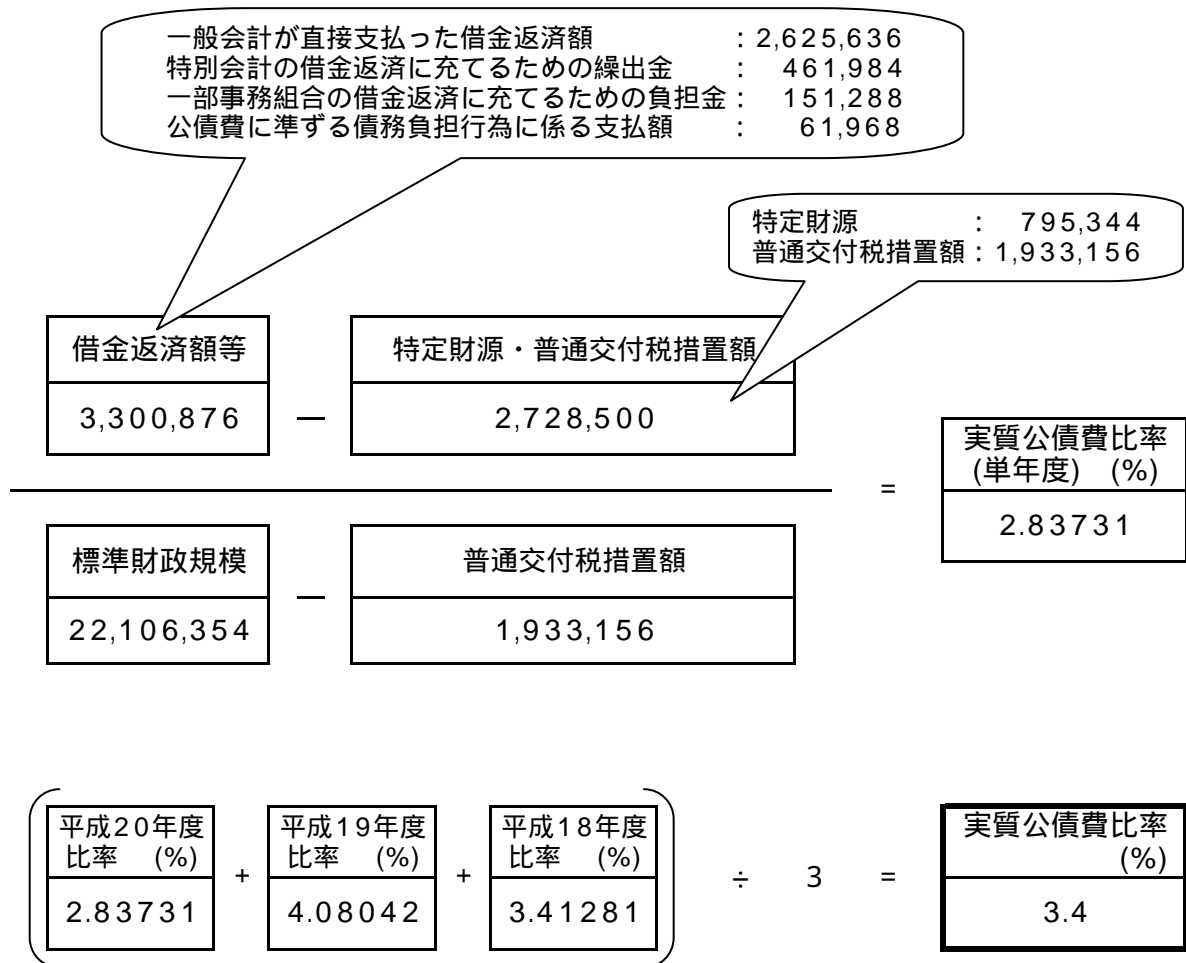 一般会計が直接支払った借金返済額 : 2,625,636
特別会計の借金返済に充てるための繰出金 : 461,984
一部事務組合の借金返済に充てるための負担金 : 151,288
公債費に準ずる債務負担行為に係る支払額 : 61,968
特定財源 : 795,344
普通交付税措置額 : 1,933,156
借金返済額等
特定財源・普通交付税措置額
3,300,876 — 2,728,500
実質公債費比率
(単年度) (%)
=
2.83731
標準財政規模
普通交付税措置額
—
22,106,354
1,933,156
平成20年度 平成19年度 平成18年度 実質公債費比率
比率 (%) 比率 (%) 比率 (%) (%)
+ + ÷ 3 =
2.83731 4.08042 3.41281 3.4